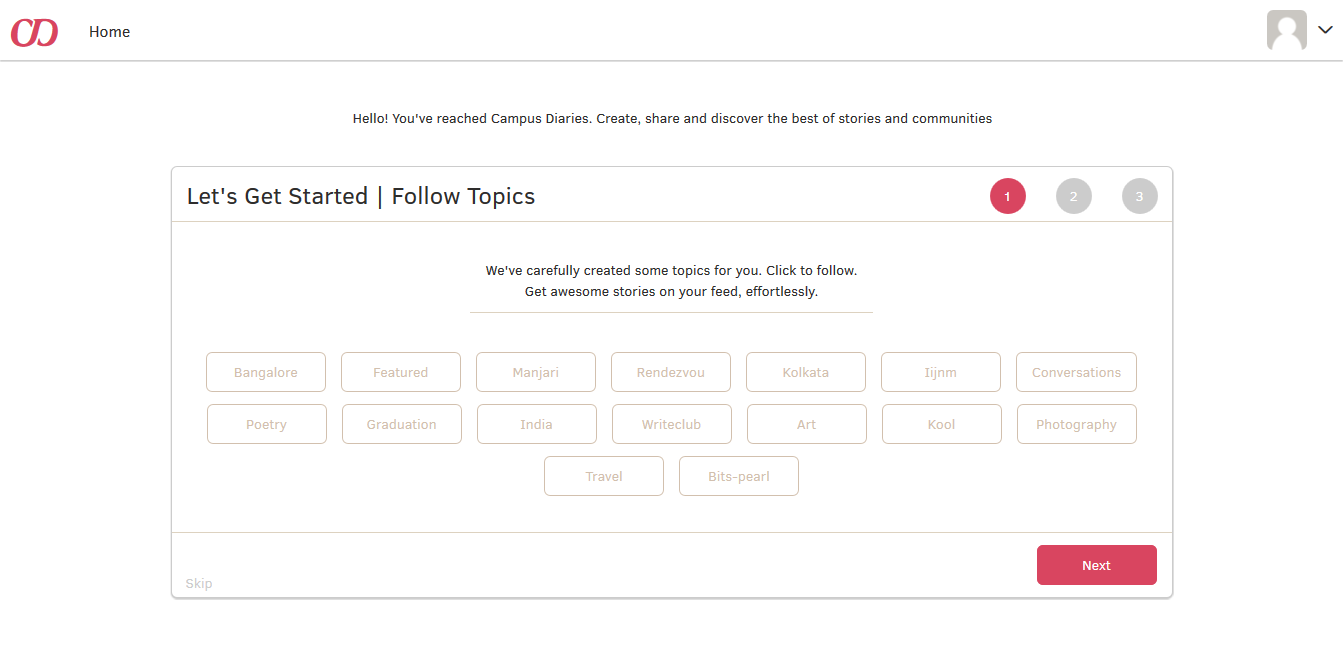 CD Home
Hello! You've reached Campus Diaries. Create, share and discover the best of stories and communities
Let's Get Started | Follow Topics 1 2 3
We've carefully created some topics for you. Click to follow.
Get awesome stories on your feed, effortlessly.
Bangalore Featured Manjari Rendezvou Kolkata Iijnm Conversations
Poetry Graduation India Writeclub Art Kool Photography
Travel Bits-pearl
Next
Skip